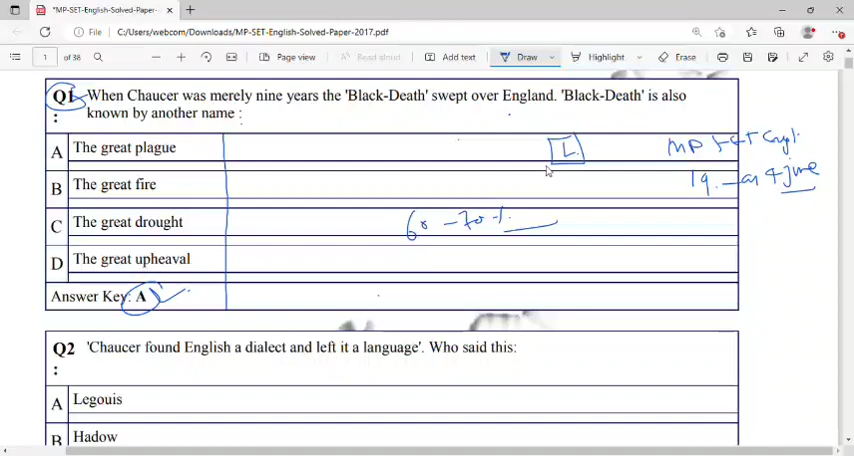 *MP-SET-English-Solved-Paper-2017.pdf
File C:/Users/webcom/Downloads/MP-SET-English-Solved-Paper-2017.pdf
1 of 38 Page view Read aloud Add text Draw Highlight Erase
Q1 When Chaucer was merely nine years the 'Black-Death' swept over England. 'Black-Death' is also
: known by another name :
A The great plague
B The great fire
C The great drought
60 - 70 %.
D The great upheaval
Answer Key: A
Q2 'Chaucer found English a dialect and left it a language'. Who said this:
:
A Legouis
B Hadow
L.
MP SET
19. June